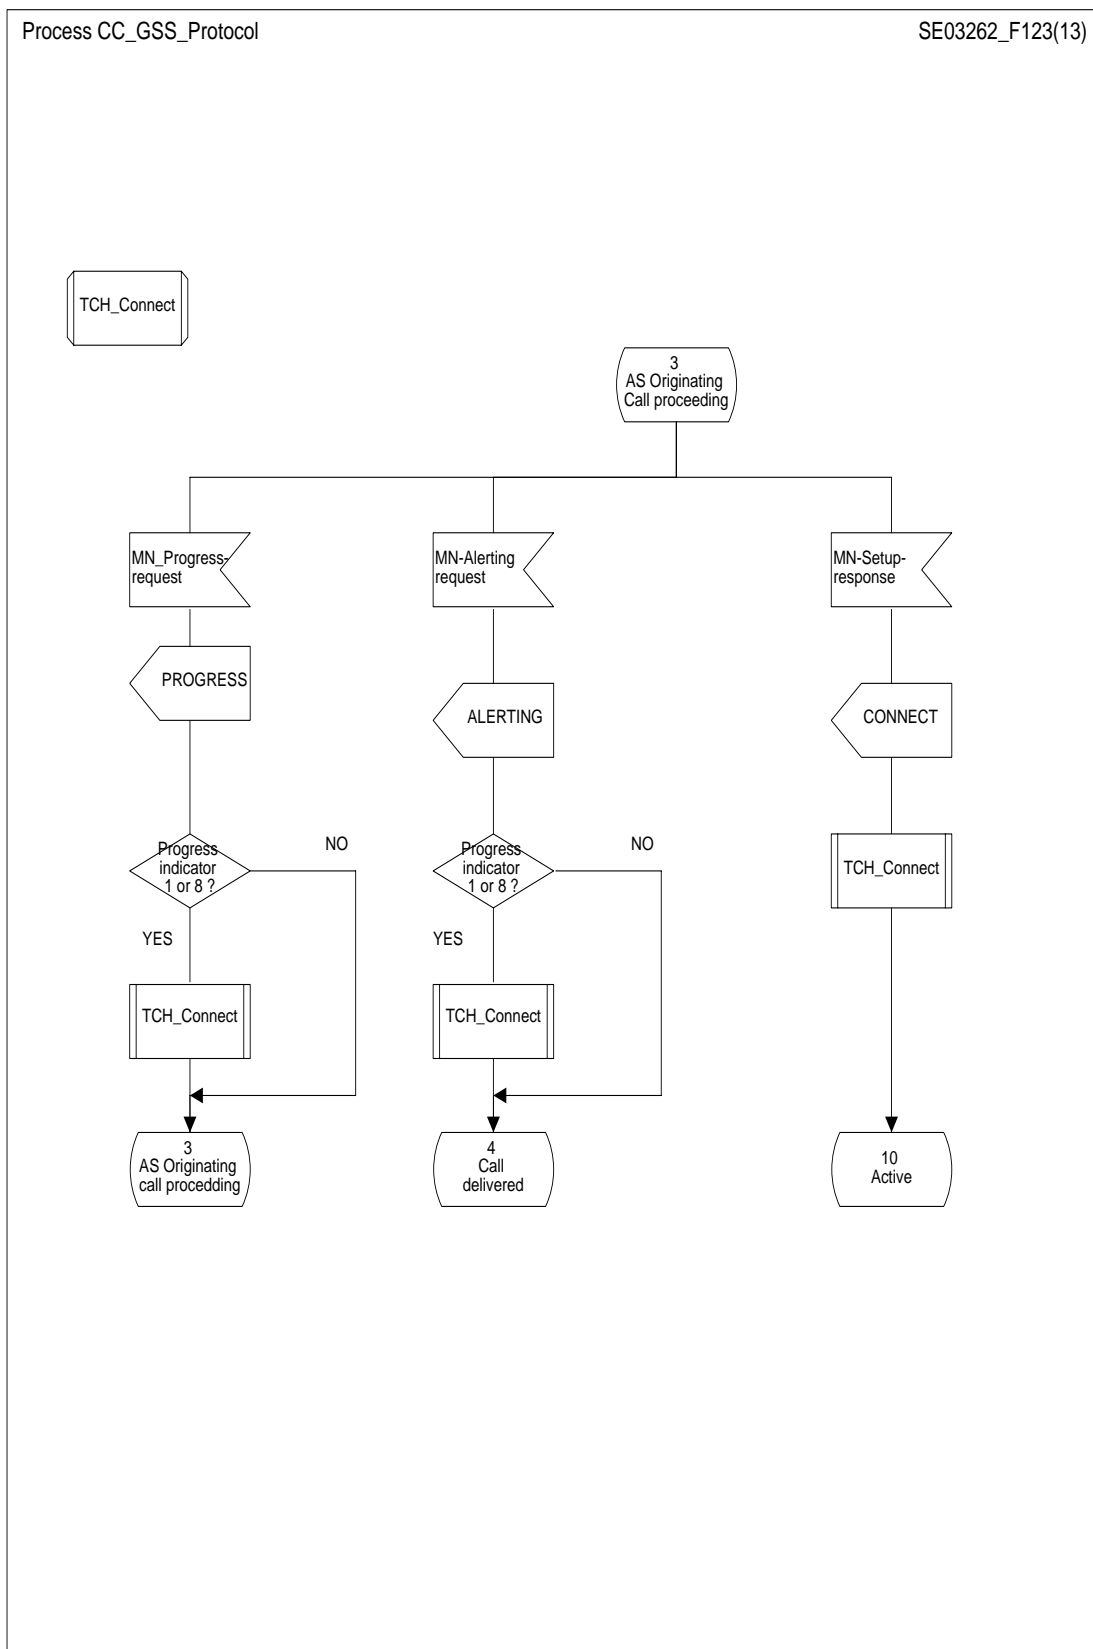 Process CC_GSS_Protocol
SE03262_F123(13)
TCH_Connect
3
AS Originating
Call proceeding
MN_Progress-
request
MN-Alerting
request
MN-Setup-
response
PROGRESS
ALERTING
CONNECT
Progress
indicator
1 or 8 ?
NO
Progress
indicator
1 or 8 ?
NO
TCH_Connect
YES
YES
TCH_Connect
TCH_Connect
3
AS Originating
call procedding
4
Call
delivered
10
Active